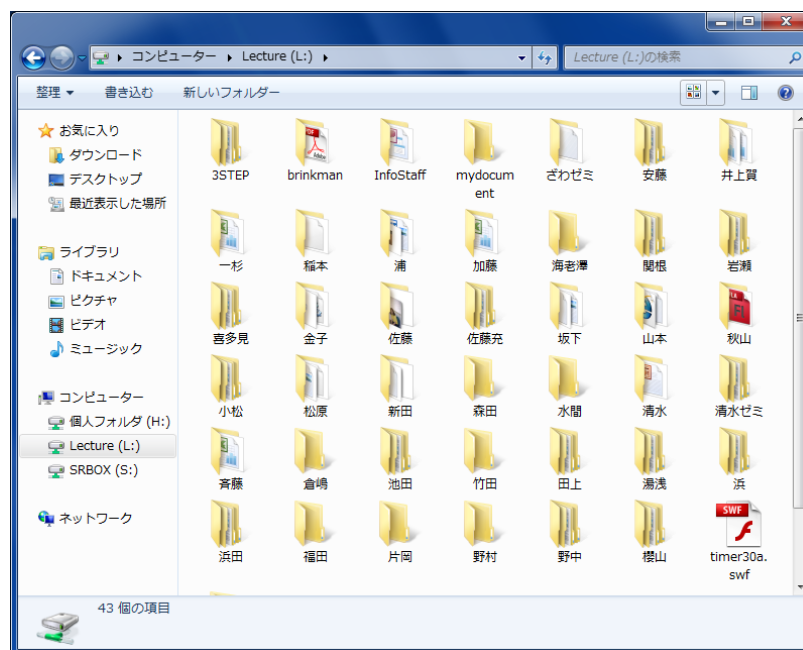 コンピューター Lecture (L:)
Lecture (L:)の検索
整理 書き込む 新しいフォルダー
お気に入り
ダウンロード
デスクトップ
最近表示した場所
ライブラリ
ドキュメント
ピクチャ
ビデオ
ミュージック
コンピューター
個人フォルダ (H:)
Lecture (L:)
SRBOX (S:)
ネットワーク
3STEP brinkman InfoStaff mydocum ざわゼミ 安藤 井上賀
ent
一杉 稲本 浦 加藤 海老澤 関根 岩瀬
喜多見 金子 佐藤 佐藤充 坂下 山本 秋山
小松 松原 新田 森田 水間 清水 清水ゼミ
斉藤 倉嶋 池田 竹田 田上 湯浅 浜
浜田 福田 片岡 野村 野中 櫻山 timer30a.
swf
43 個の項目